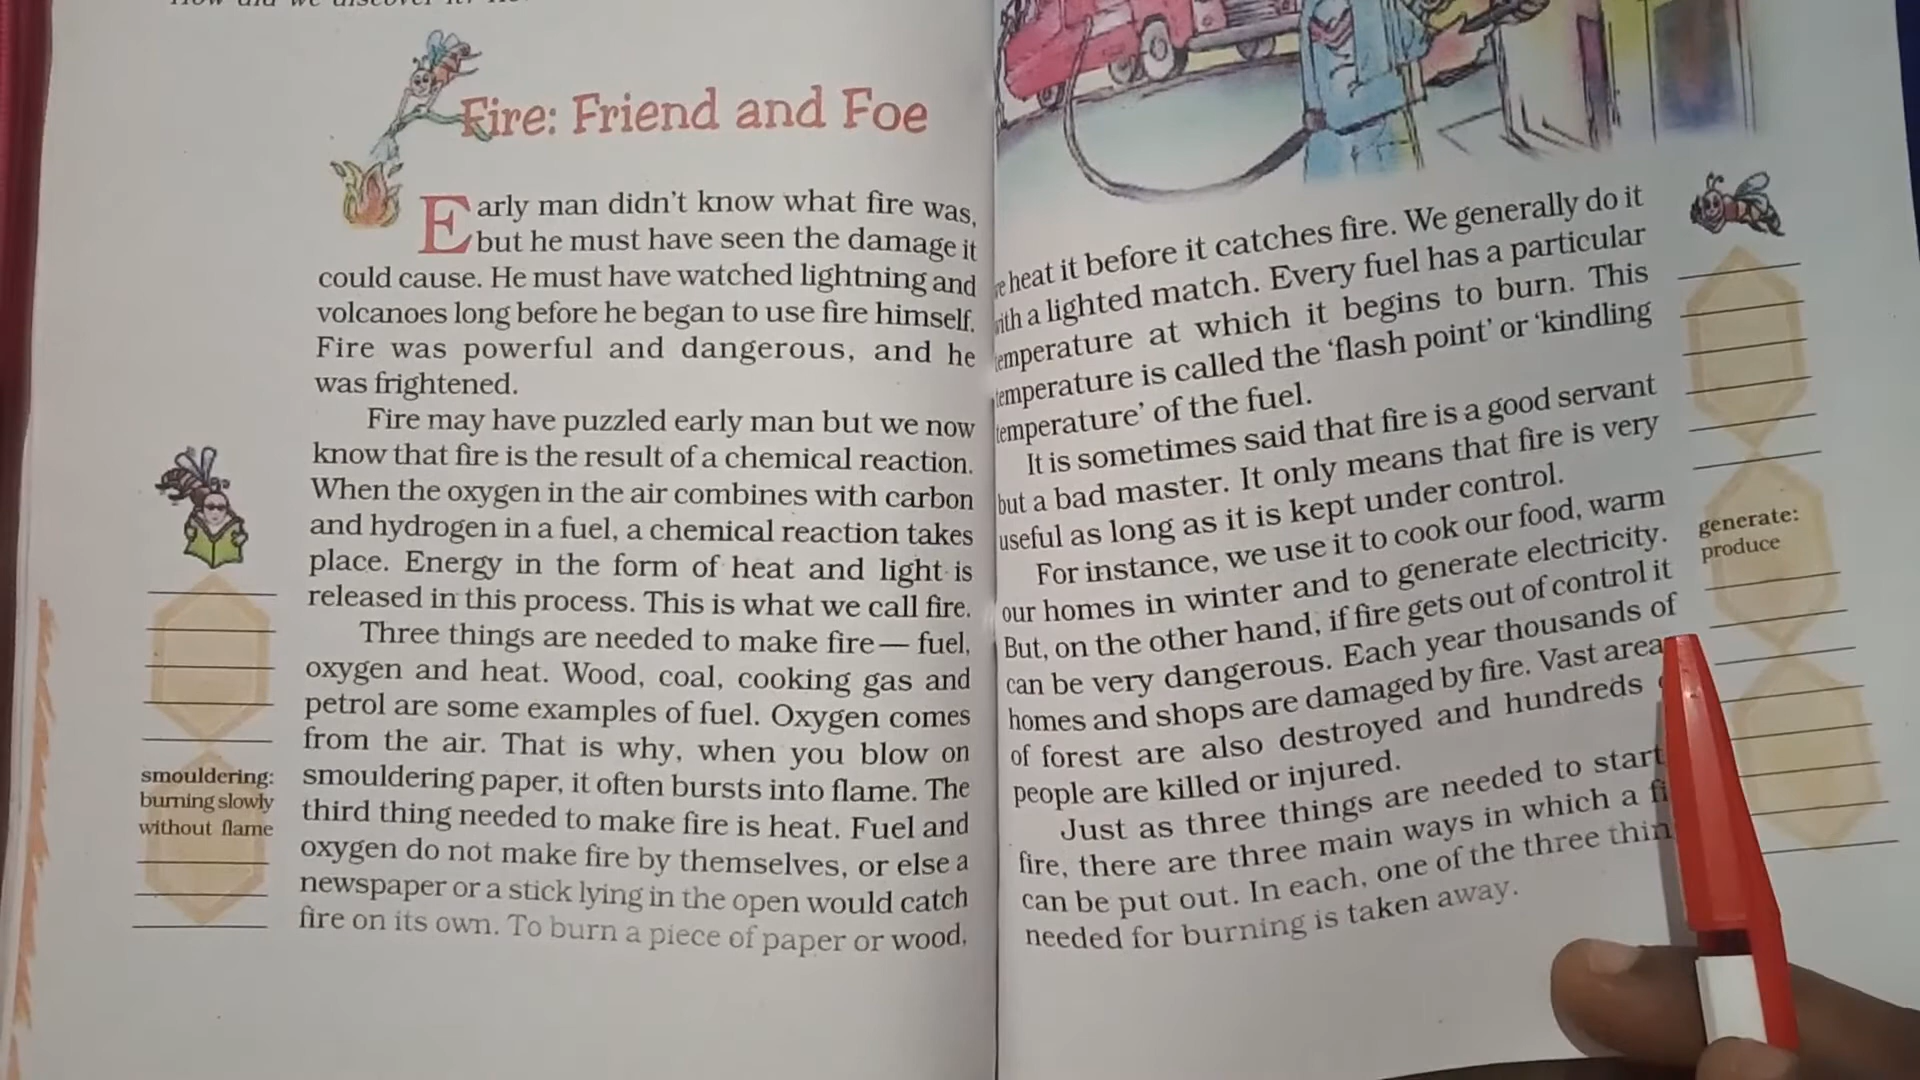 Fire: Friend and Foe
Early man didn't know what fire was,
but he must have seen the damage it
could cause. He must have watched lightning and
volcanoes long before he began to use fire himself.
Fire was powerful and dangerous, and he
was frightened.
Fire may have puzzled early man but we now
know that fire is the result of a chemical reaction.
When the oxygen in the air combines with carbon
and hydrogen in a fuel, a chemical reaction takes
place. Energy in the form of heat and light is
released in this process. This is what we call fire.
Three things are needed to make fire— fuel,
oxygen and heat. Wood, coal, cooking gas and
petrol are some examples of fuel. Oxygen comes
from the air. That is why, when you blow on
smouldering paper, it often bursts into flame. The
third thing needed to make fire is heat. Fuel and
oxygen do not make fire by themselves, or else a
newspaper or a stick lying in the open would catch
fire on its own. To burn a piece of paper or wood,
smouldering:
burning slowly
without flame
heat it before it catches fire. We generally do it
with a lighted match. Every fuel has a particular
temperature at which it begins to burn. This
temperature is called the 'flash point' or 'kindling
temperature' of the fuel.
It is sometimes said that fire is a good servant
but a bad master. It only means that fire is very
useful as long as it is kept under control.
For instance, we use it to cook our food, warm
our homes in winter and to generate electricity.
But, on the other hand, if fire gets out of control it
can be very dangerous. Each year thousands of
homes and shops are damaged by fire. Vast area
of forest are also destroyed and hundreds
people are killed or injured.
Just as three things are needed to start
fire, there are three main ways in which a fi
can be put out. In each, one of the three thin
needed for burning is taken away.
generate:
produce